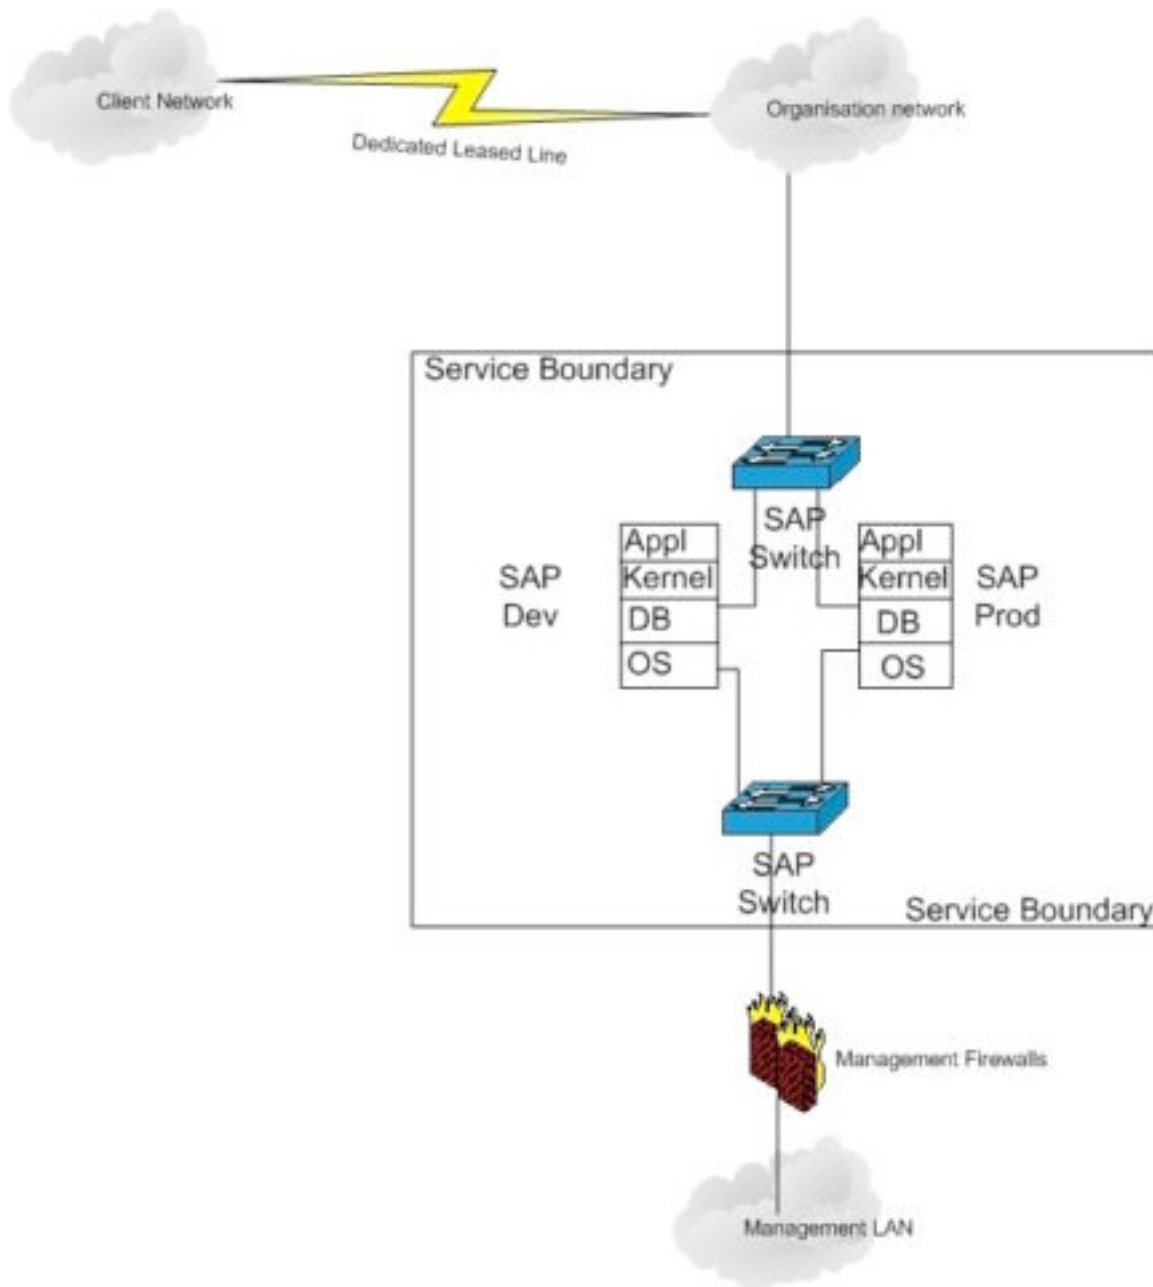 Client Network
Organisation network
Dedicated Leased Line
Service Boundary
SAP
Switch
Appl
Kernel
DB
OS
SAP
Dev
Appl
Kernel
DB
OS
SAP
Prod
SAP
Switch
Service Boundary
Management Firewalls
Management LAN